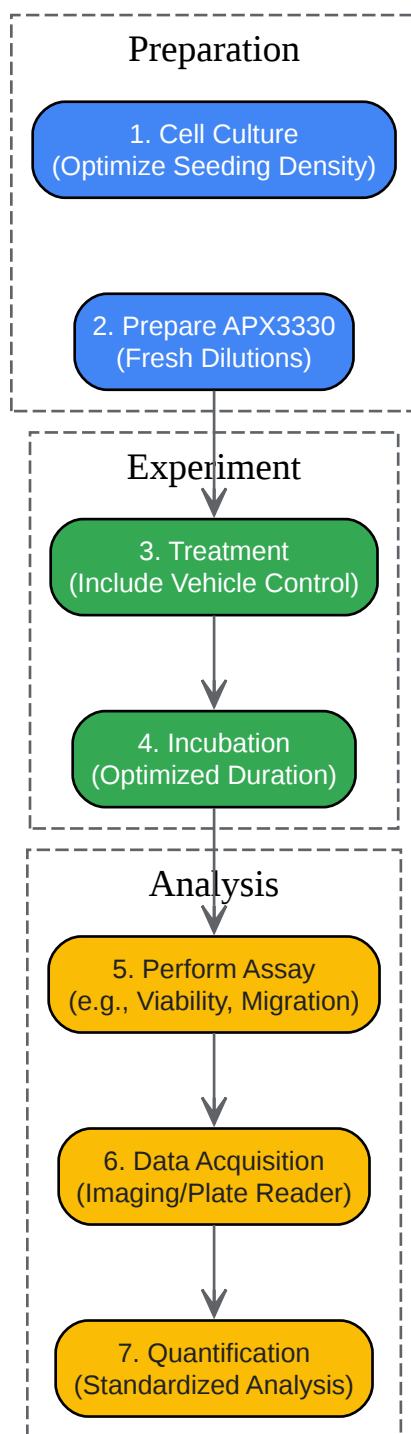 Preparation
1. Cell Culture
(Optimize Seeding Density)
2. Prepare APX3330
(Fresh Dilutions)
Experiment
3. Treatment
(Include Vehicle Control)
4. Incubation
(Optimized Duration)
Analysis
5. Perform Assay
(e.g., Viability, Migration)
6. Data Acquisition
(Imaging/Plate Reader)
7. Quantification
(Standardized Analysis)